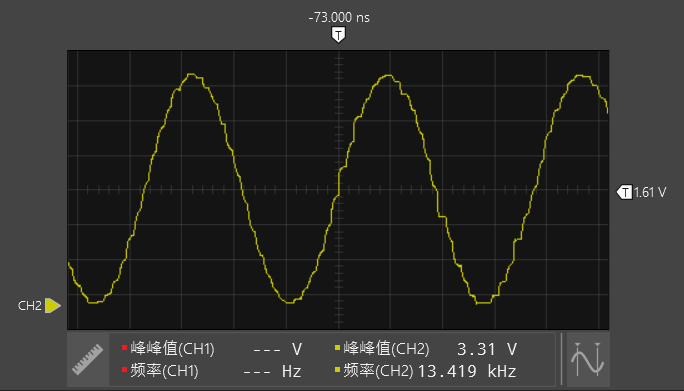 -73.000 ns
T
T 1.61 V
CH2
峰峰值(CH1) --- V 峰峰值(CH2) 3.31 V
频率(CH1) --- Hz 频率(CH2) 13.419 kHz